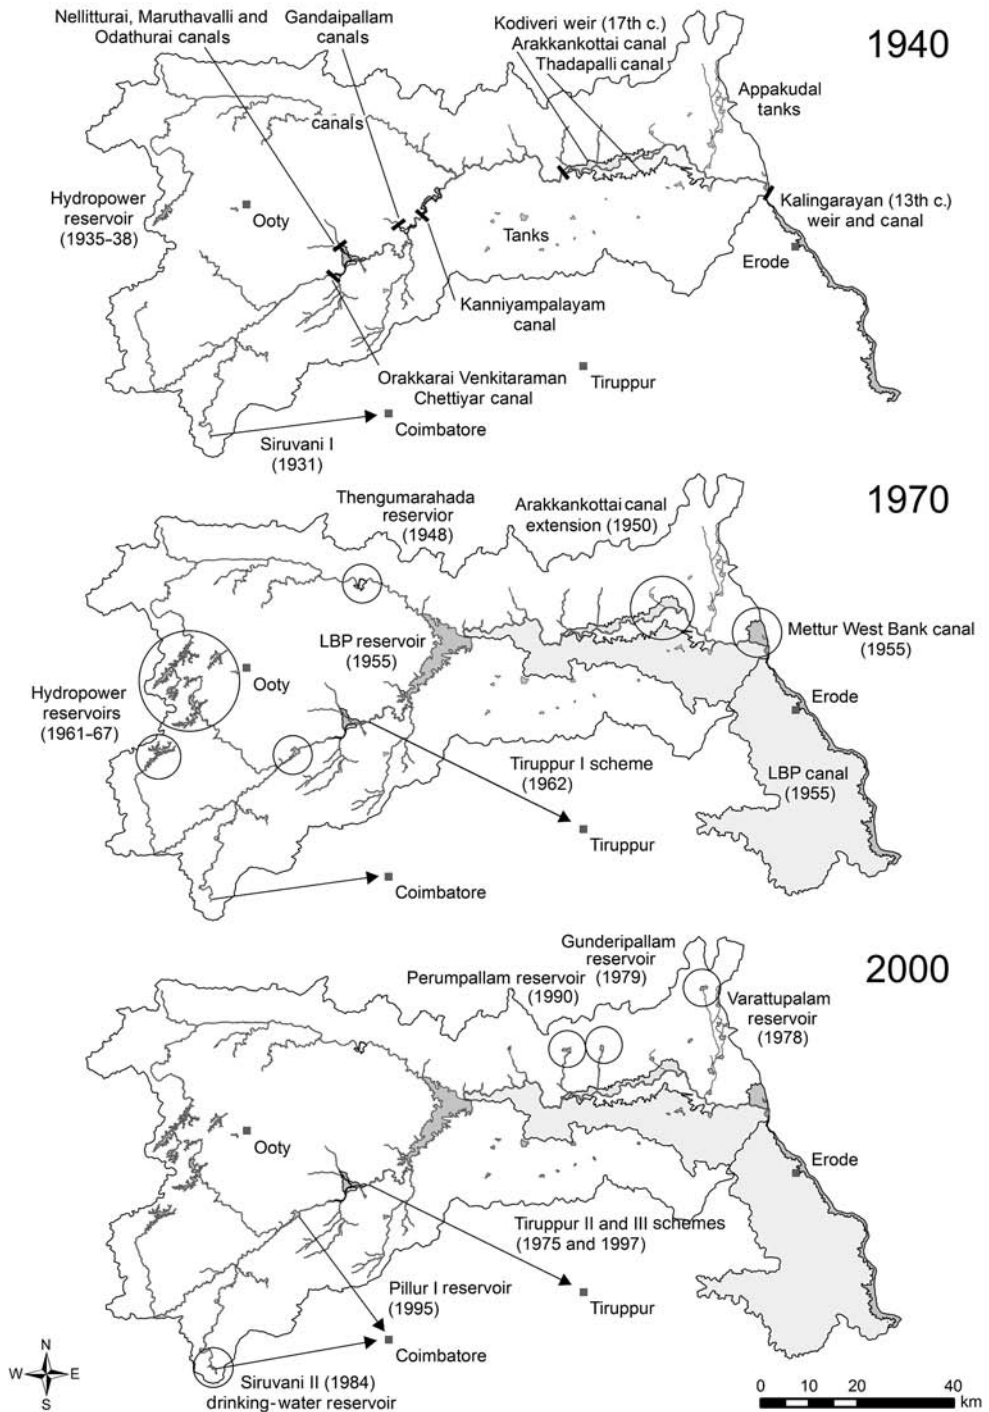 1940
Nellitturai, Maruthavalli and
Odathurai canals
Gandaipallam
canals
Kodiveri weir (17th c.)
Arakkankottai canal
Thadapalli canal
canals
Appakudal
tanks
Hydropower
reservoir
(1935–38)
Ooty
Tanks
Kalingarayan (13th c.)
weir and canal
Erode
Kanniyampalayam
canal
Orakkarai Venkitaraman
Chettiyar canal
Tiruppur
Coimbatore
Siruvani I
(1931)
1970
Thengumarahada
reservior
(1948)
Arakkankottai canal
extension (1950)
LBP reservoir
(1955)
Mettur West Bank canal
(1955)
Ooty
Hydropower
reservoirs
(1961–67)
Erode
Tiruppur I scheme
(1962)
LBP canal
(1955)
Tiruppur
Coimbatore
2000
Gunderipallam
reservoir
(1979)
Perumpallam reservoir
(1990)
Varattupalam
reservoir
(1978)
Ooty
Erode
Tiruppur II and III schemes
(1975 and 1997)
Pillur I reservoir
(1995)
Tiruppur
Coimbatore
Siruvani II (1984)
drinking-water reservoir
N
W E
S
0 10 20 40
km